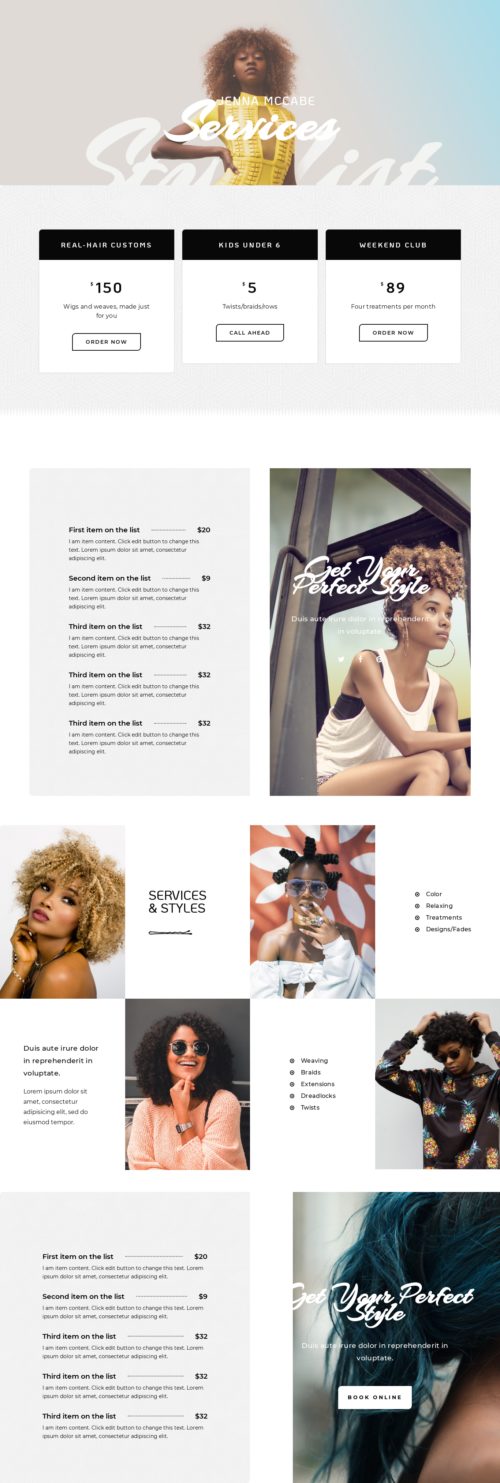 JENNA MCCABE
Services
Stylist
REAL-HAIR CUSTOMS
$150
Wigs and weaves, made just
for you
ORDER NOW
KIDS UNDER 6
$5
Twists/braids/rows
CALL AHEAD
WEEKEND CLUB
$89
Four treatments per month
ORDER NOW
First item on the list $20
I am item content. Click edit button to change this
text. Lorem ipsum dolor sit amet, consectetur
adipiscing elit.
Second item on the list $9
I am item content. Click edit button to change this
text. Lorem ipsum dolor sit amet, consectetur
adipiscing elit.
Third item on the list $32
I am item content. Click edit button to change this
text. Lorem ipsum dolor sit amet, consectetur
adipiscing elit.
Third item on the list $32
I am item content. Click edit button to change this
text. Lorem ipsum dolor sit amet, consectetur
adipiscing elit.
Third item on the list $32
I am item content. Click edit button to change this
text. Lorem ipsum dolor sit amet, consectetur
adipiscing elit.
Get Your
Perfect Style
Duis aute irure dolor in reprehenderit
in voluptate.
SERVICES
& STYLES
Color
Relaxing
Treatments
Designs/Fades
Duis aute irure dolor
in reprehenderit in
voluptate.
Lorem ipsum dolor sit
amet, consectetur
adipisicing elit, sed do
eiusmod tempor.
Weaving
Braids
Extensions
Dreadlocks
Twists
First item on the list $20
I am item content. Click edit button to change this text. Lorem
ipsum dolor sit amet, consectetur adipiscing elit.
Second item on the list $9
I am item content. Click edit button to change this text. Lorem
ipsum dolor sit amet, consectetur adipiscing elit.
Third item on the list $32
I am item content. Click edit button to change this text. Lorem
ipsum dolor sit amet, consectetur adipiscing elit.
Third item on the list $32
I am item content. Click edit button to change this text. Lorem
ipsum dolor sit amet, consectetur adipiscing elit.
Third item on the list $32
I am item content. Click edit button to change this text. Lorem
ipsum dolor sit amet, consectetur adipiscing elit.
Get Your Perfect
Style
Duis aute irure dolor in reprehenderit in
voluptate.
BOOK ONLINE